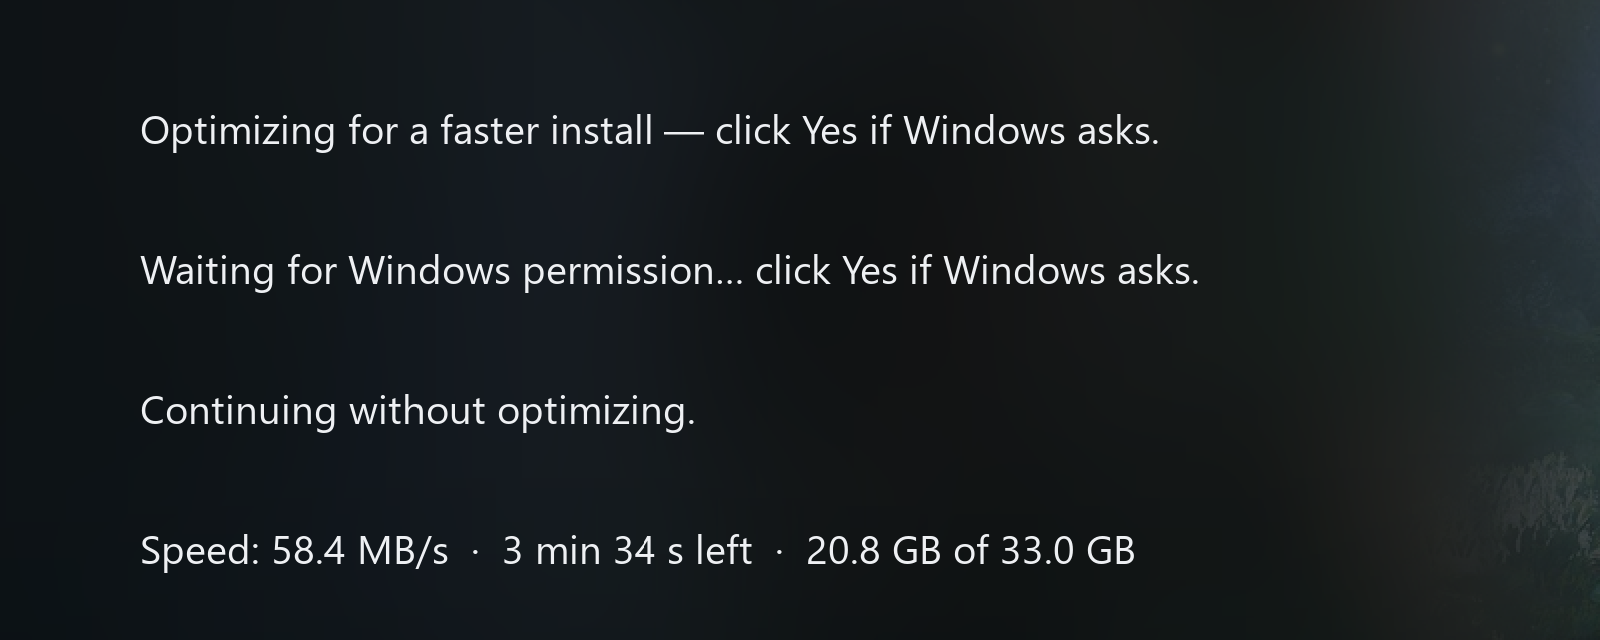 Optimizing for a faster install — click Yes if Windows asks.
Waiting for Windows permission... click Yes if Windows asks.
Continuing without optimizing.
Speed: 58.4 MB/s · 3 min 34 s left · 20.8 GB of 33.0 GB